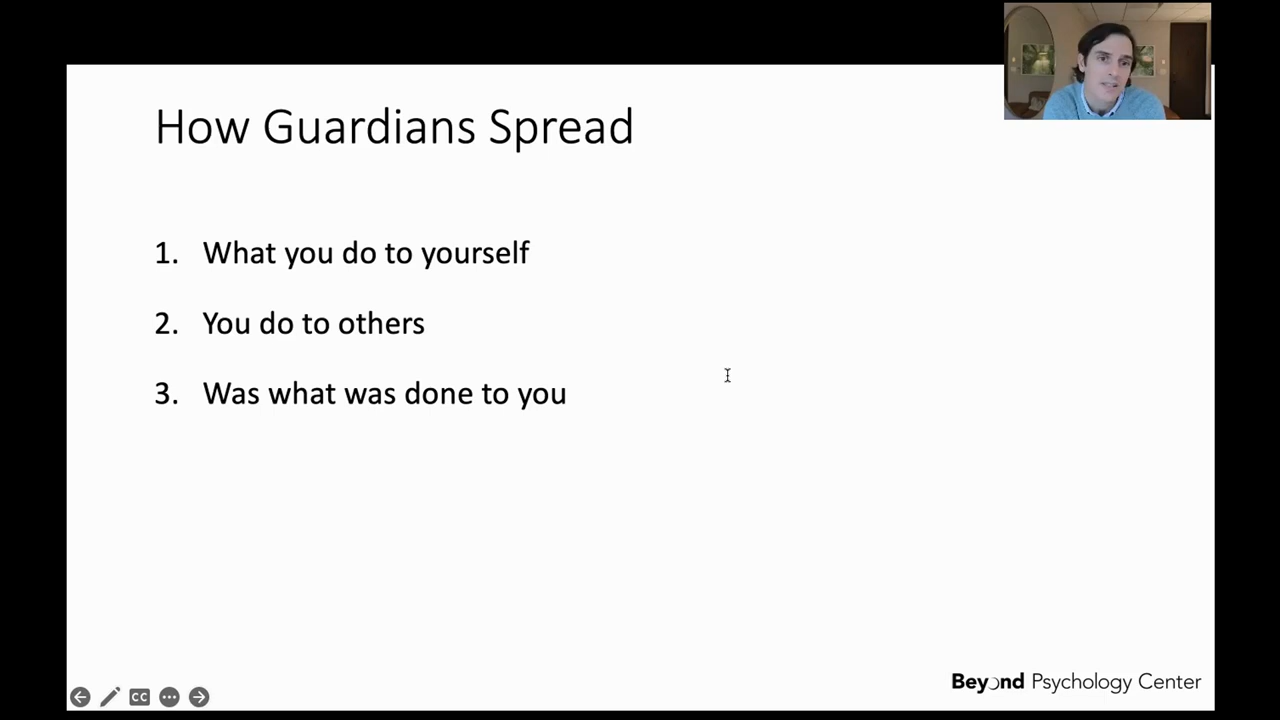 How Guardians Spread
1. What you do to yourself
2. You do to others
3. Was what was done to you
CC
Beyond Psychology Center